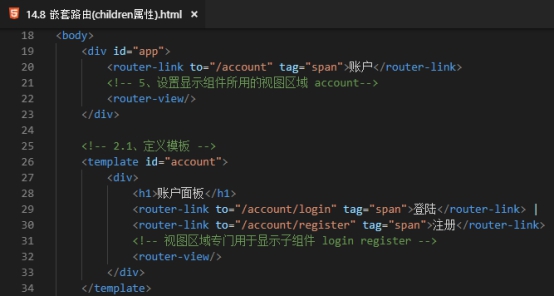 14.8 嵌套路由(children属性).html ×
18 <body>
19 <div id="app">
20 <router-link to="/account" tag="span">账户</router-link>
21 <!-- 5、设置显示组件所用的视图区域 account-->
22 <router-view/>
23 </div>
24
25 <!-- 2.1、定义模板 -->
26 <template id="account">
27 <div>
28 <h1>账户面板</h1>
29 <router-link to="/account/login" tag="span">登陆</router-link> |
30 <router-link to="/account/register" tag="span">注册</router-link>
31 <!-- 视图区域专门用于显示子组件 login register -->
32 <router-view/>
33 </div>
34 </template>